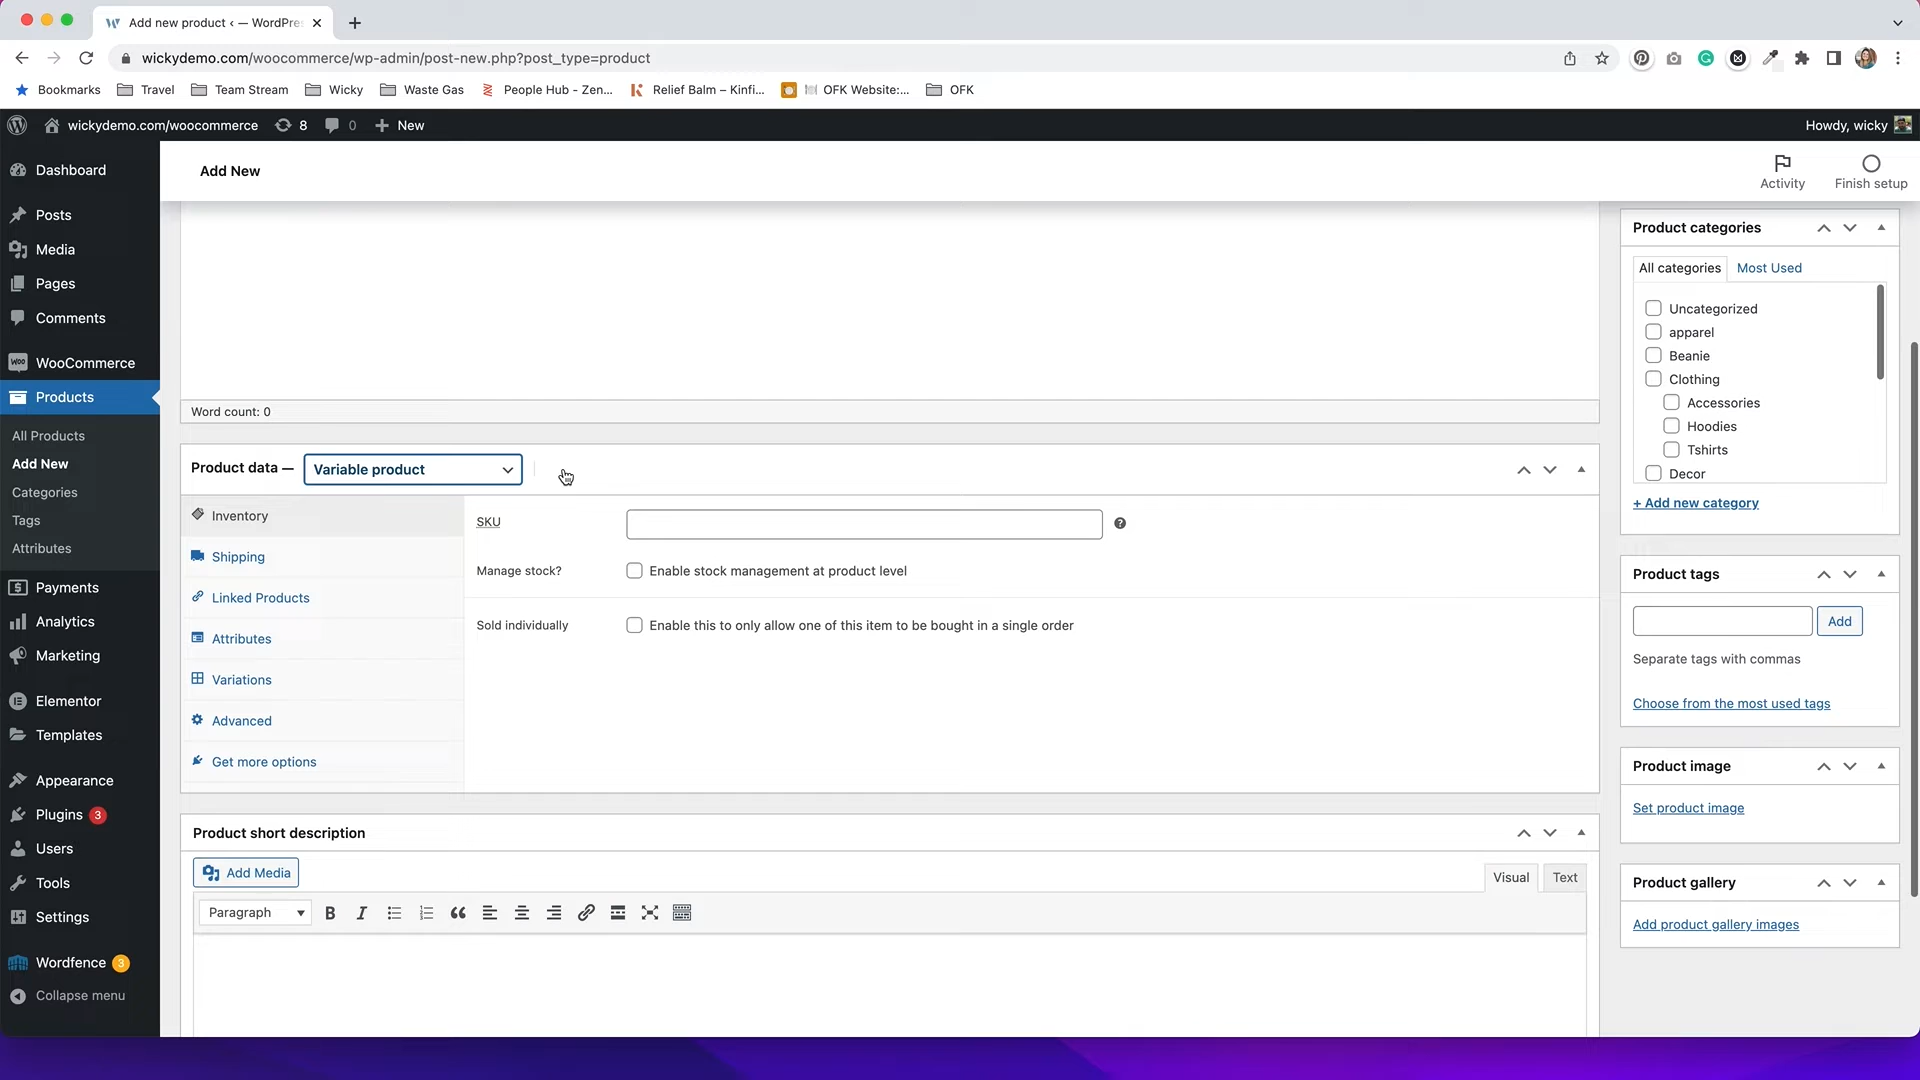 Add new product ‹ — WordPre
wickydemo.com/woocommerce/wp-admin/post-new.php?post_type=product
Bookmarks
Travel
Team Stream
Wicky
Waste Gas
People Hub - Zen...
Relief Balm – Kinfi...
OFK Website:...
OFK
wickydemo.com/woocommerce
8
0
New
Howdy, wicky
Dashboard
Posts
Media
Pages
Comments
WooCommerce
Products
All Products
Add New
Categories
Tags
Attributes
Payments
Analytics
Marketing
Elementor
Templates
Appearance
Plugins 3
Users
Tools
Settings
Wordfence 3
Collapse menu
Add New
Activity
Finish setup
Word count: 0
Product data —
Variable product
Inventory
Shipping
Linked Products
Attributes
Variations
Advanced
Get more options
SKU
Manage stock?
Enable stock management at product level
Sold individually
Enable this to only allow one of this item to be bought in a single order
Product short description
Add Media
Visual
Text
Paragraph
Product categories
All categories
Most Used
Uncategorized
apparel
Beanie
Clothing
Accessories
Hoodies
Tshirts
Decor
+ Add new category
Product tags
Add
Separate tags with commas
Choose from the most used tags
Product image
Set product image
Product gallery
Add product gallery images